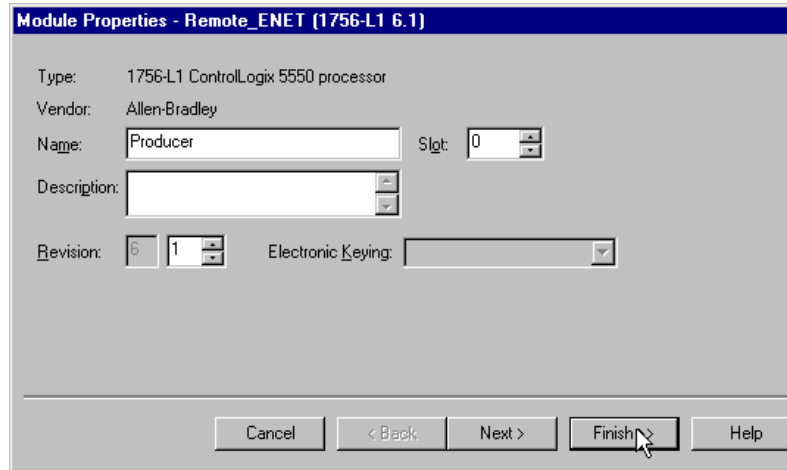 Module Properties - Remote_ENET (1756-L1 6.1)
Type: 1756-L1 ControlLogix 5550 processor
Vendor: Allen-Bradley
Name: Producer Slot: 0
Description:
Revision: 6 1 Electronic Keying:
Cancel < Back Next > Finish >> Help